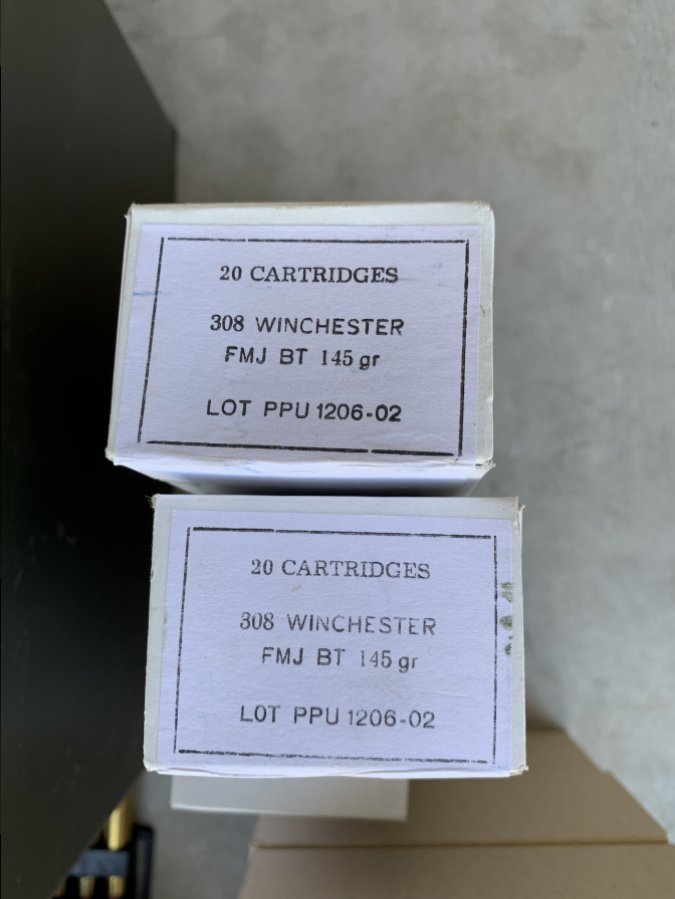 20 CARTRIDGES
308 WINCHESTER
FMJ BT 145 gr
LOT PPU 1206-02
20 CARTRIDGES
308 WINCHESTER
FMJ BT 145 gr
LOT PPU 1206-02